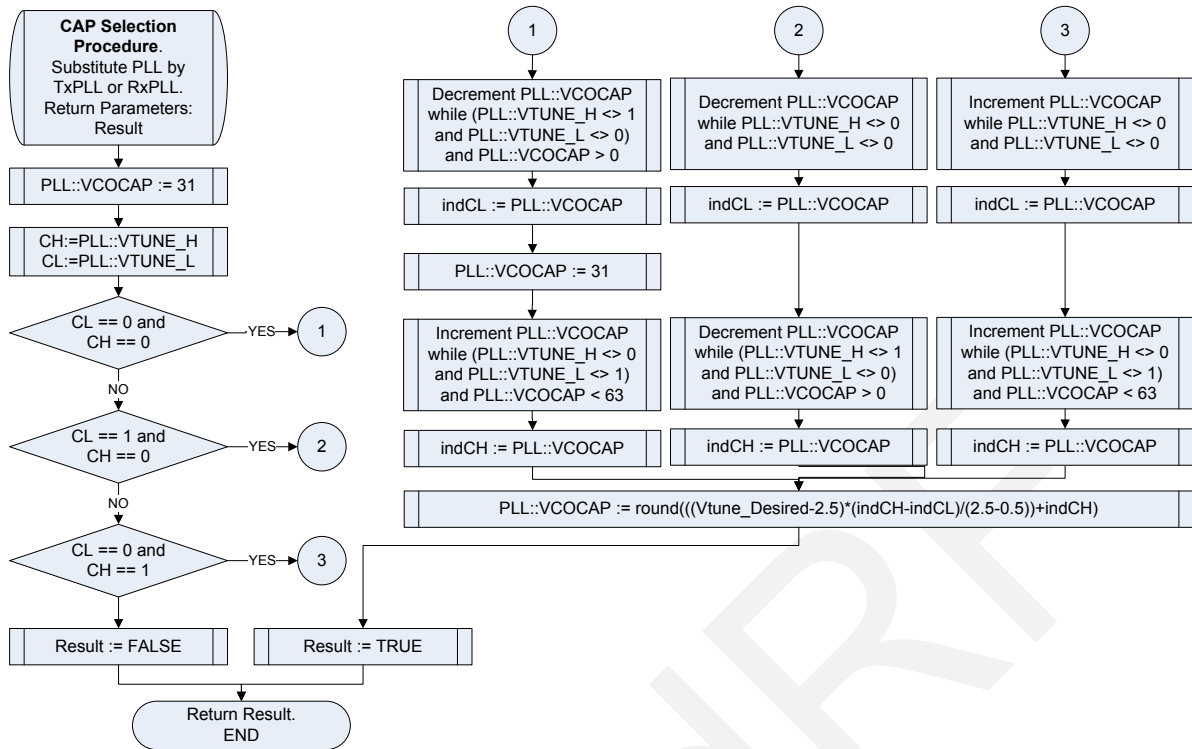 CAP Selection
Procedure.
Substitute PLL by
TxPLL or RxPLL.
Return Parameters:
Result
PLL::VCOCAP := 31
CH:=PLL::VTUNE_H
CL:=PLL::VTUNE_L
CL == 0 and
CH == 0
YES
1
NO
CL == 1 and
CH == 0
YES
2
NO
CL == 0 and
CH == 1
YES
3
Result := FALSE
Result := TRUE
Return Result.
END
1
Decrement PLL::VCOCAP
while (PLL::VTUNE_H <> 1
and PLL::VTUNE_L <> 0)
and PLL::VCOCAP > 0
indCL := PLL::VCOCAP
PLL::VCOCAP := 31
Increment PLL::VCOCAP
while (PLL::VTUNE_H <> 0
and PLL::VTUNE_L <> 1)
and PLL::VCOCAP < 63
indCH := PLL::VCOCAP
2
Decrement PLL::VCOCAP
while PLL::VTUNE_H <> 0
and PLL::VTUNE_L <> 0
indCL := PLL::VCOCAP
Decrement PLL::VCOCAP
while (PLL::VTUNE_H <> 1
and PLL::VTUNE_L <> 0)
and PLL::VCOCAP > 0
indCH := PLL::VCOCAP
3
Increment PLL::VCOCAP
while PLL::VTUNE_H <> 0
and PLL::VTUNE_L <> 0
indCL := PLL::VCOCAP
Increment PLL::VCOCAP
while (PLL::VTUNE_H <> 0
and PLL::VTUNE_L <> 1)
and PLL::VCOCAP < 63
indCH := PLL::VCOCAP
PLL::VCOCAP := round(((Vtune_Desired-2.5)*(indCH-indCL)/(2.5-0.5))+indCH)